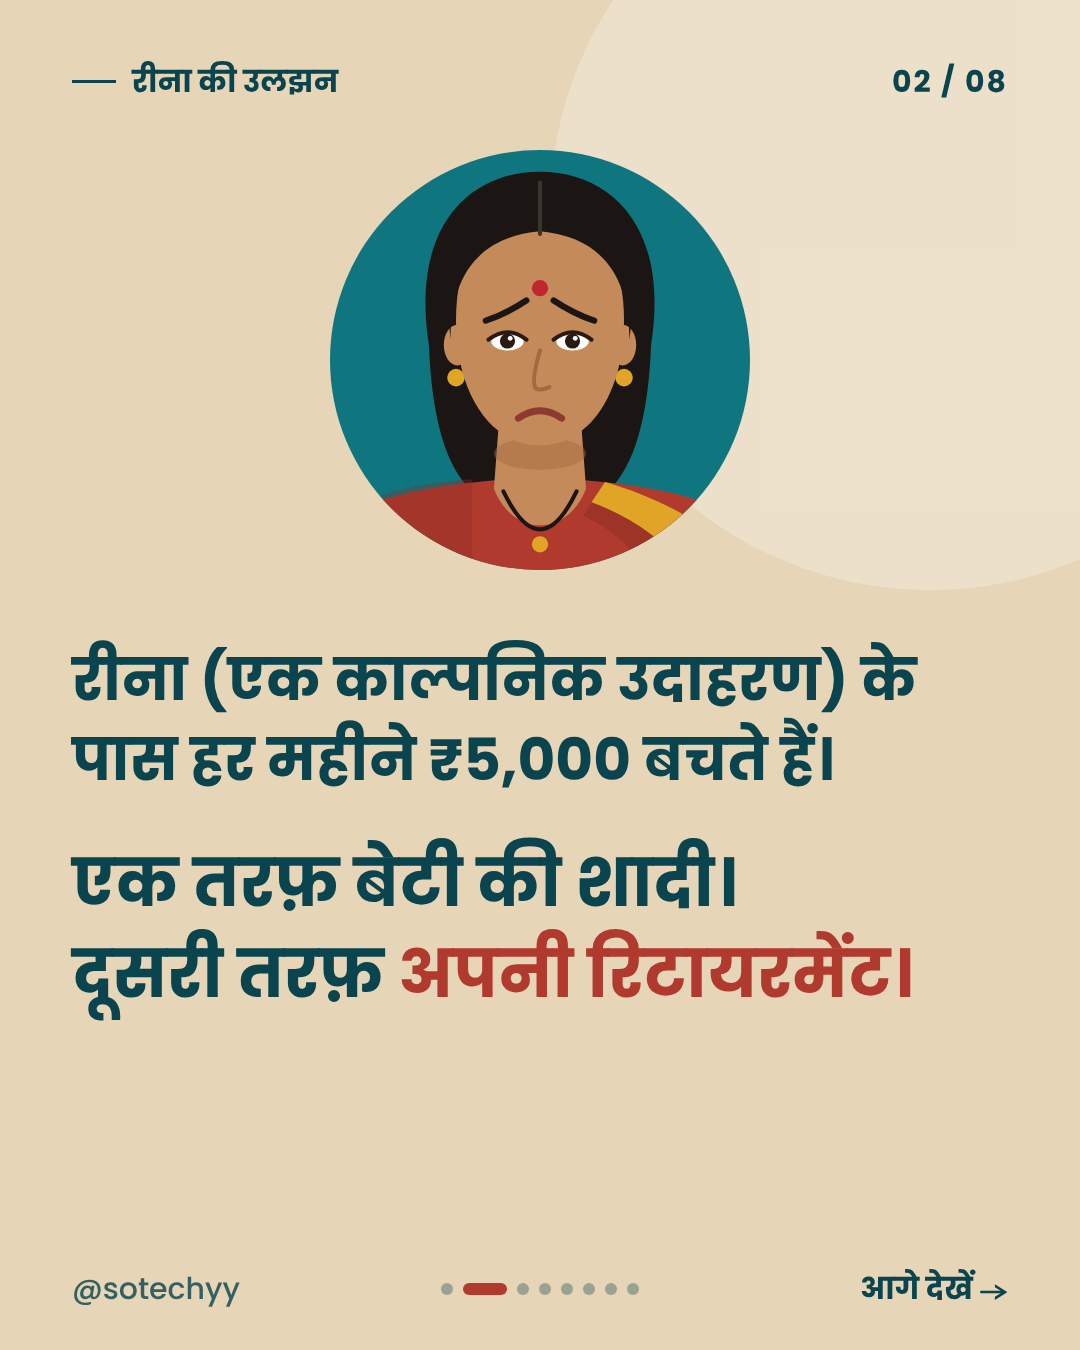 रीना की उलझन
02 / 08
रीना (एक काल्पनिक उदाहरण) के
पास हर महीने ₹5,000 बचते हैं।
एक तरफ़ बेटी की शादी।
दूसरी तरफ़ अपनी रिटायरमेंट।
@sotechyy
आगे देखें →